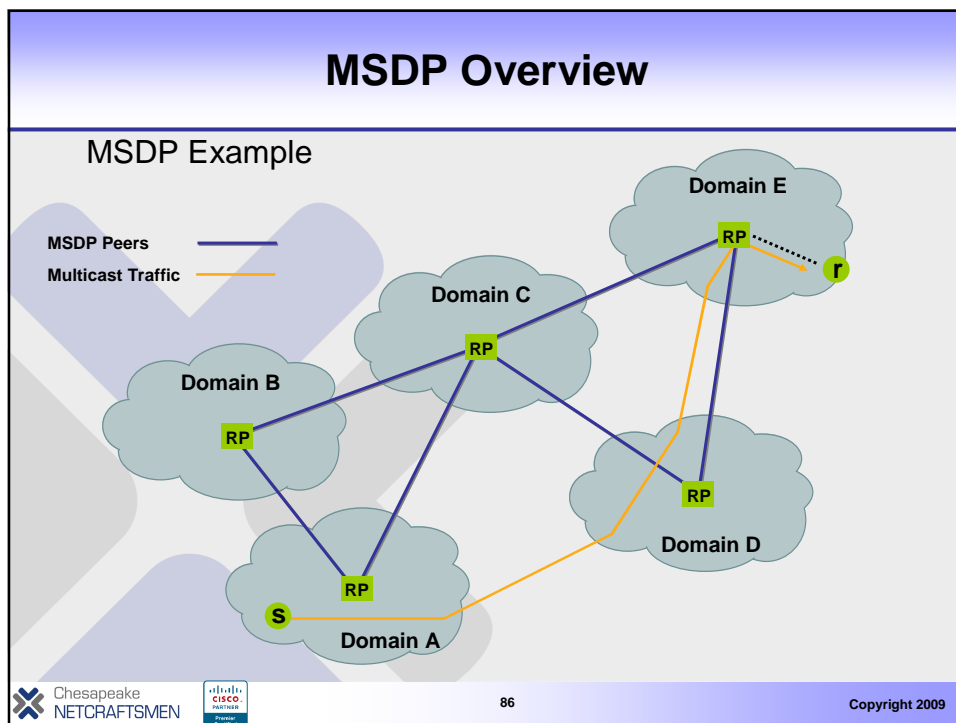 MSDP Overview
MSDP Example
MSDP Peers
Multicast Traffic
Domain E
RP
r
Domain C
RP
Domain B
RP
RP
Domain D
RP
s
Domain A
Chesapeake
NETCRAFTSMEN
CISCO
PARTNER
Premier
86
Copyright 2009